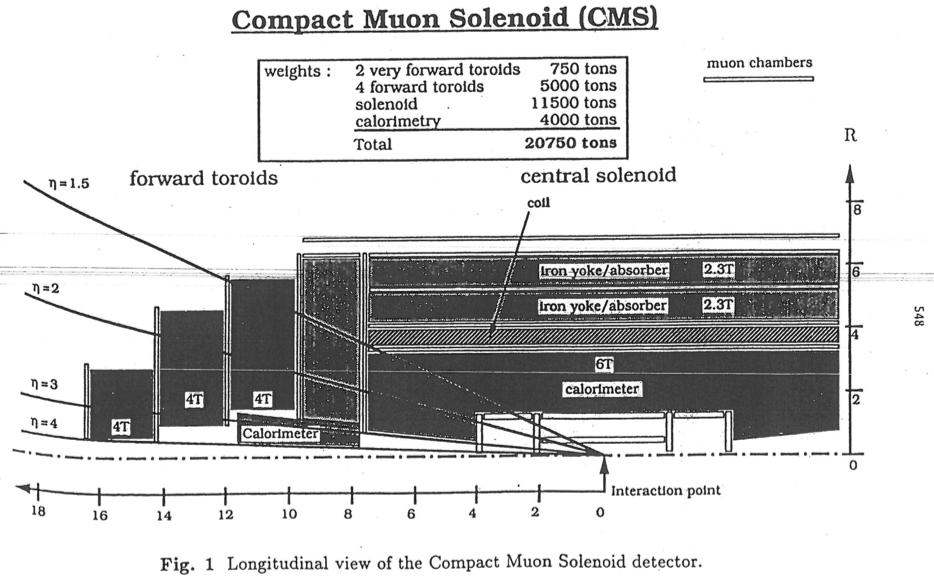 Compact Muon Solenoid (CMS)
weights : 2 very forward toroids 750 tons
4 forward toroids 5000 tons
solenoid 11500 tons
calorimetry 4000 tons
Total 20750 tons
muon chambers
R
forward toroids
central solenoid
coil
η=1.5
η=2
η=3
η=4
8
6
4
2
0
iron yoke/absorber 2.3T
iron yoke/absorber 2.3T
6T
calorimeter
4T
4T
4T
Calorimeter
548
Interaction point
18 16 14 12 10 8 6 4 2 0
Fig. 1 Longitudinal view of the Compact Muon Solenoid detector.